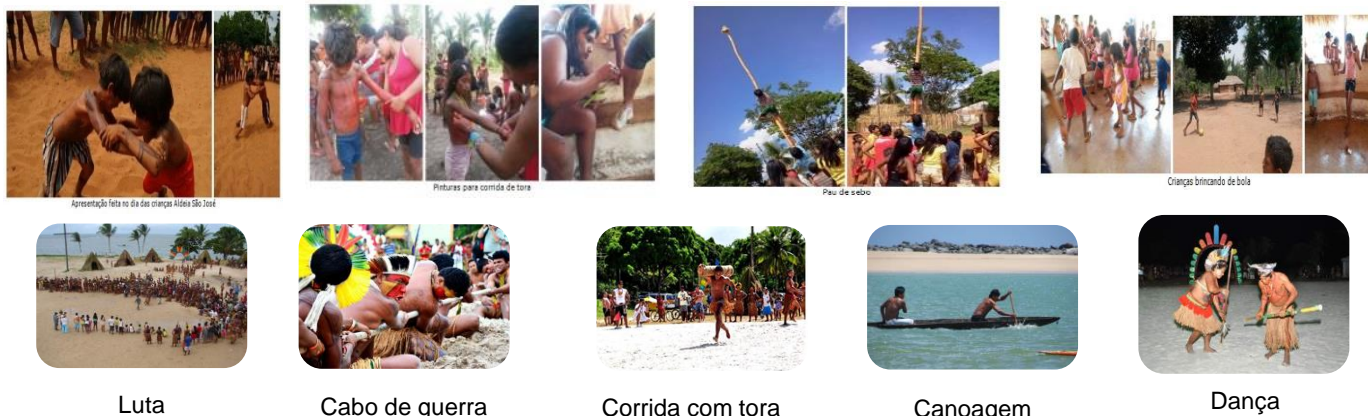 Apresentação feita no dia das crianças Aldeia São José
Pinturas para corrida de tora
Pau de sebo
Crianças brincando de bola
Luta
Cabo de guerra
Corrida com tora
Canoagem
Dança